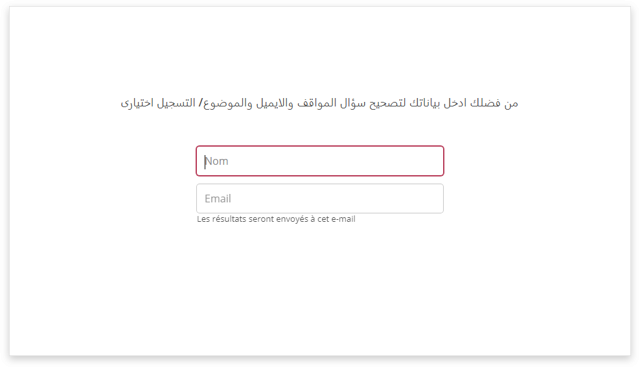 من فضلك ادخل بياناتك لتصحيح سؤال المواقف والايميل والموضوع/ التسجيل اختيارى
Nom
Email
Les résultats seront envoyés à cet e-mail